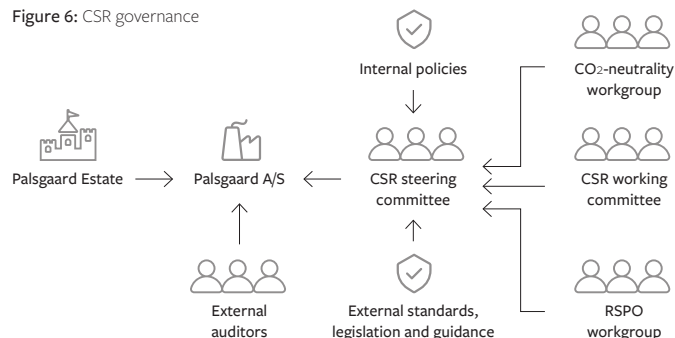 Figure 6: CSR governance
Internal policies
CO2-neutrality
workgroup
Palsgaard Estate
Palsgaard A/S
CSR steering
committee
CSR working
committee
External
auditors
External standards,
legislation and guidance
RSPO
workgroup